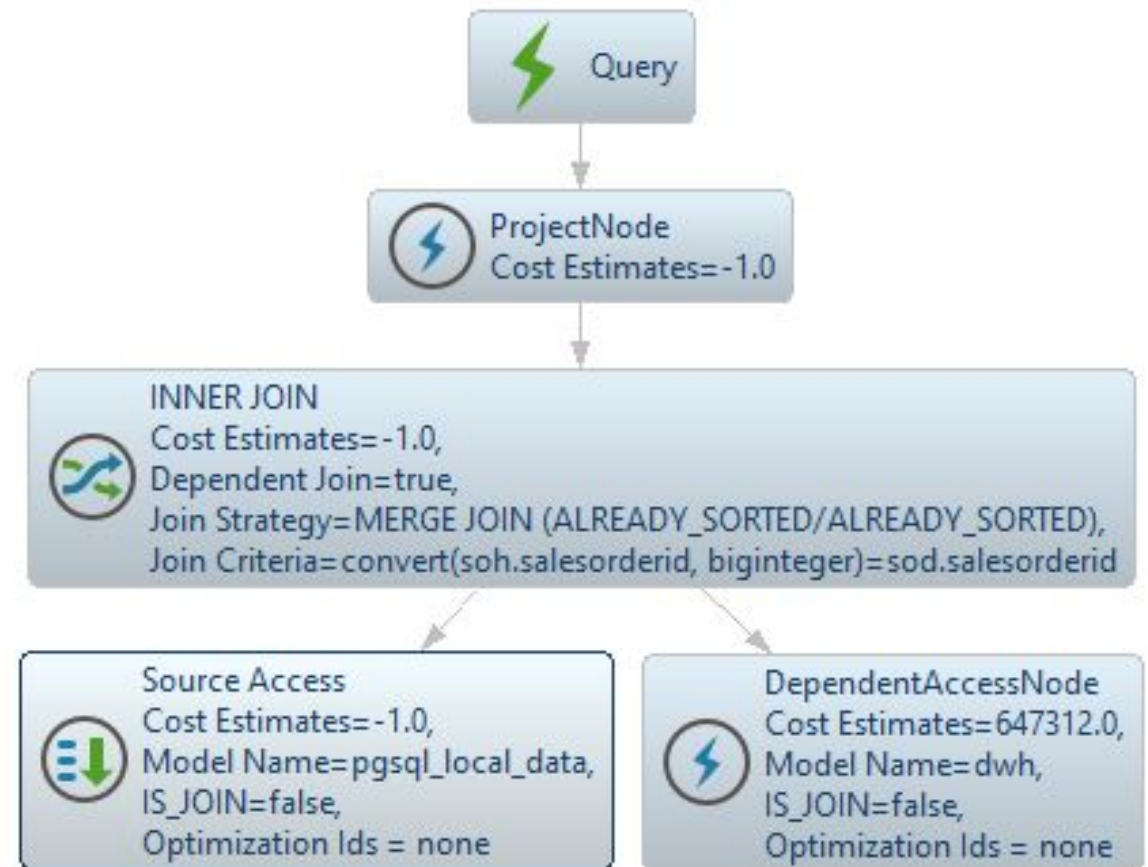 Query
ProjectNode
Cost Estimates=-1.0
INNER JOIN
Cost Estimates=-1.0,
Dependent Join=true,
Join Strategy=MERGE JOIN (ALREADY_SORTED/ALREADY_SORTED),
Join Criteria=convert(soh.salesorderid, biginteger)=sod.salesorderid
Source Access
Cost Estimates=-1.0,
Model Name=pgsql_local_data,
IS_JOIN=false,
Optimization Ids = none
DependentAccessNode
Cost Estimates=647312.0,
Model Name=dwh,
IS_JOIN=false,
Optimization Ids = none